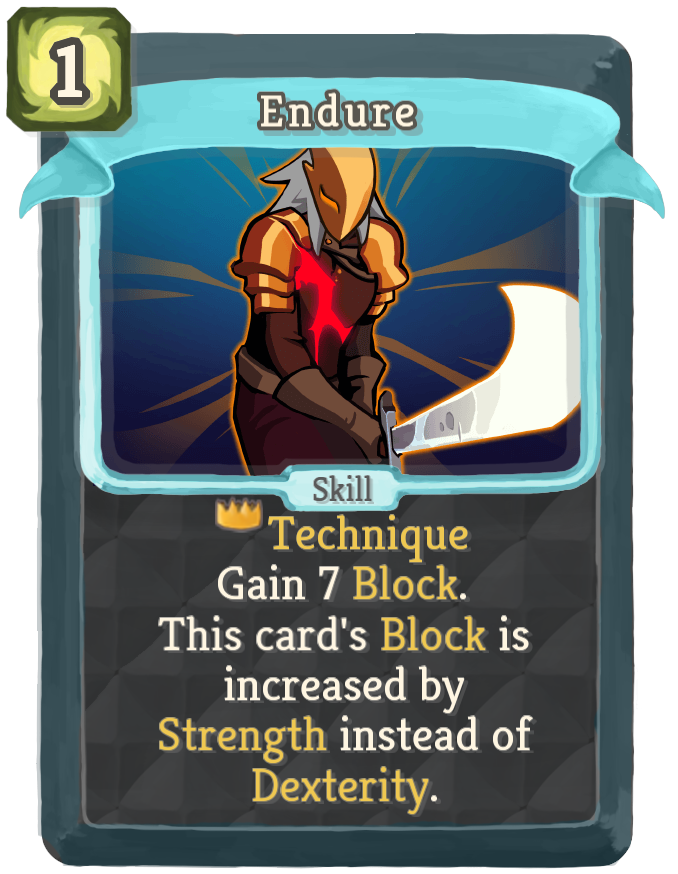 1
Endure
Skill
Technique
Gain 7 Block.
This card's Block is
increased by
Strength instead of
Dexterity.